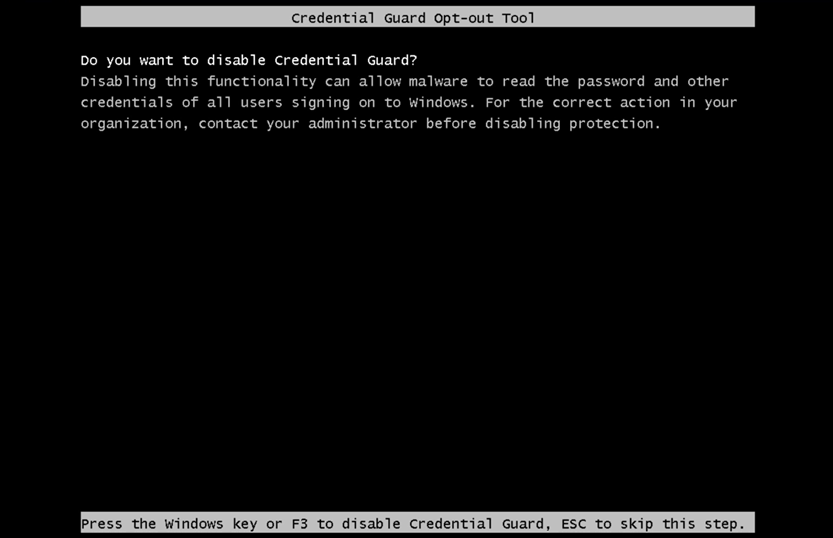 Credential Guard Opt-out Tool
Do you want to disable Credential Guard?
Disabling this functionality can allow malware to read the password and other
credentials of all users signing on to Windows. For the correct action in your
organization, contact your administrator before disabling protection.
Press the Windows key or F3 to disable Credential Guard, ESC to skip this step.